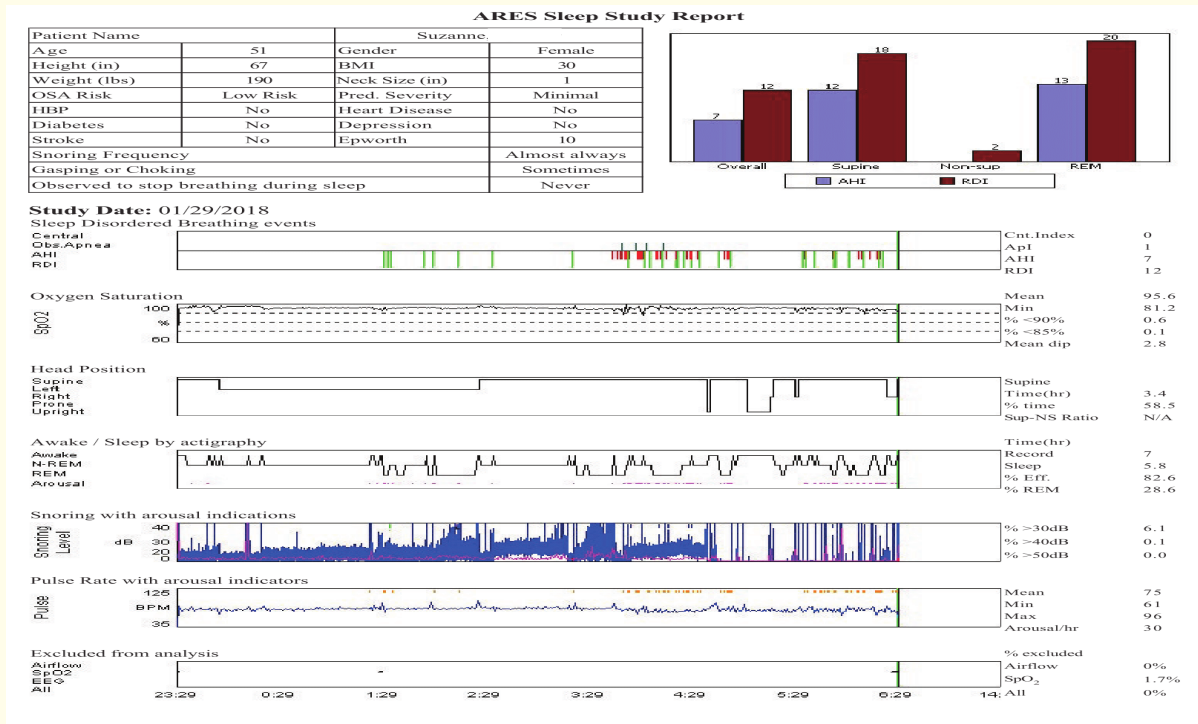 ARES Sleep Study Report
Patient Name Suzanne.
Age 51 Gender Female
Height (in) 67 BMI 30
Weight (lbs) 190 Neck Size (in) 1
OSA Risk Low Risk Pred. Severity Minimal
HBP No Heart Disease No
Diabetes No Depression No
Stroke No Epworth 10
Snoring Frequency Almost always
Gasping or Choking Sometimes
Observed to stop breathing during sleep Never
7 12 12 18 2 13 20
Overall Supine Non-sup REM
AHI RDI
Study Date: 01/29/2018
Sleep Disordered Breathing events
Central
Obs.Apnea
AHI
RDI
Cnt.Index 0
ApI 1
AHI 7
RDI 12
Oxygen Saturation
SpO2
100
%
60
Mean 95.6
Min 81.2
% <90% 0.6
% <85% 0.1
Mean dip 2.8
Head Position
Supine
Left
Right
Prone
Upright
Supine
Time(hr) 3.4
% time 58.5
Sup-NS Ratio N/A
Awake / Sleep by actigraphy
Awake
N-REM
REM
Arousal
Time(hr)
Record 7
Sleep 5.8
% Eff. 82.6
% REM 28.6
Snoring with arousal indications
Snoring Level
dB
40
30
20
0
% >30dB 6.1
% >40dB 0.1
% >50dB 0.0
Pulse Rate with arousal indicators
Pulse
125
BPM
35
Mean 75
Min 61
Max 96
Arousal/hr 30
Excluded from analysis
Airflow
SpO2
EEG
All
% excluded
Airflow 0%
SpO₂ 1.7%
All 0%
23:29 0:29 1:29 2:29 3:29 4:29 5:29 6:29 14: